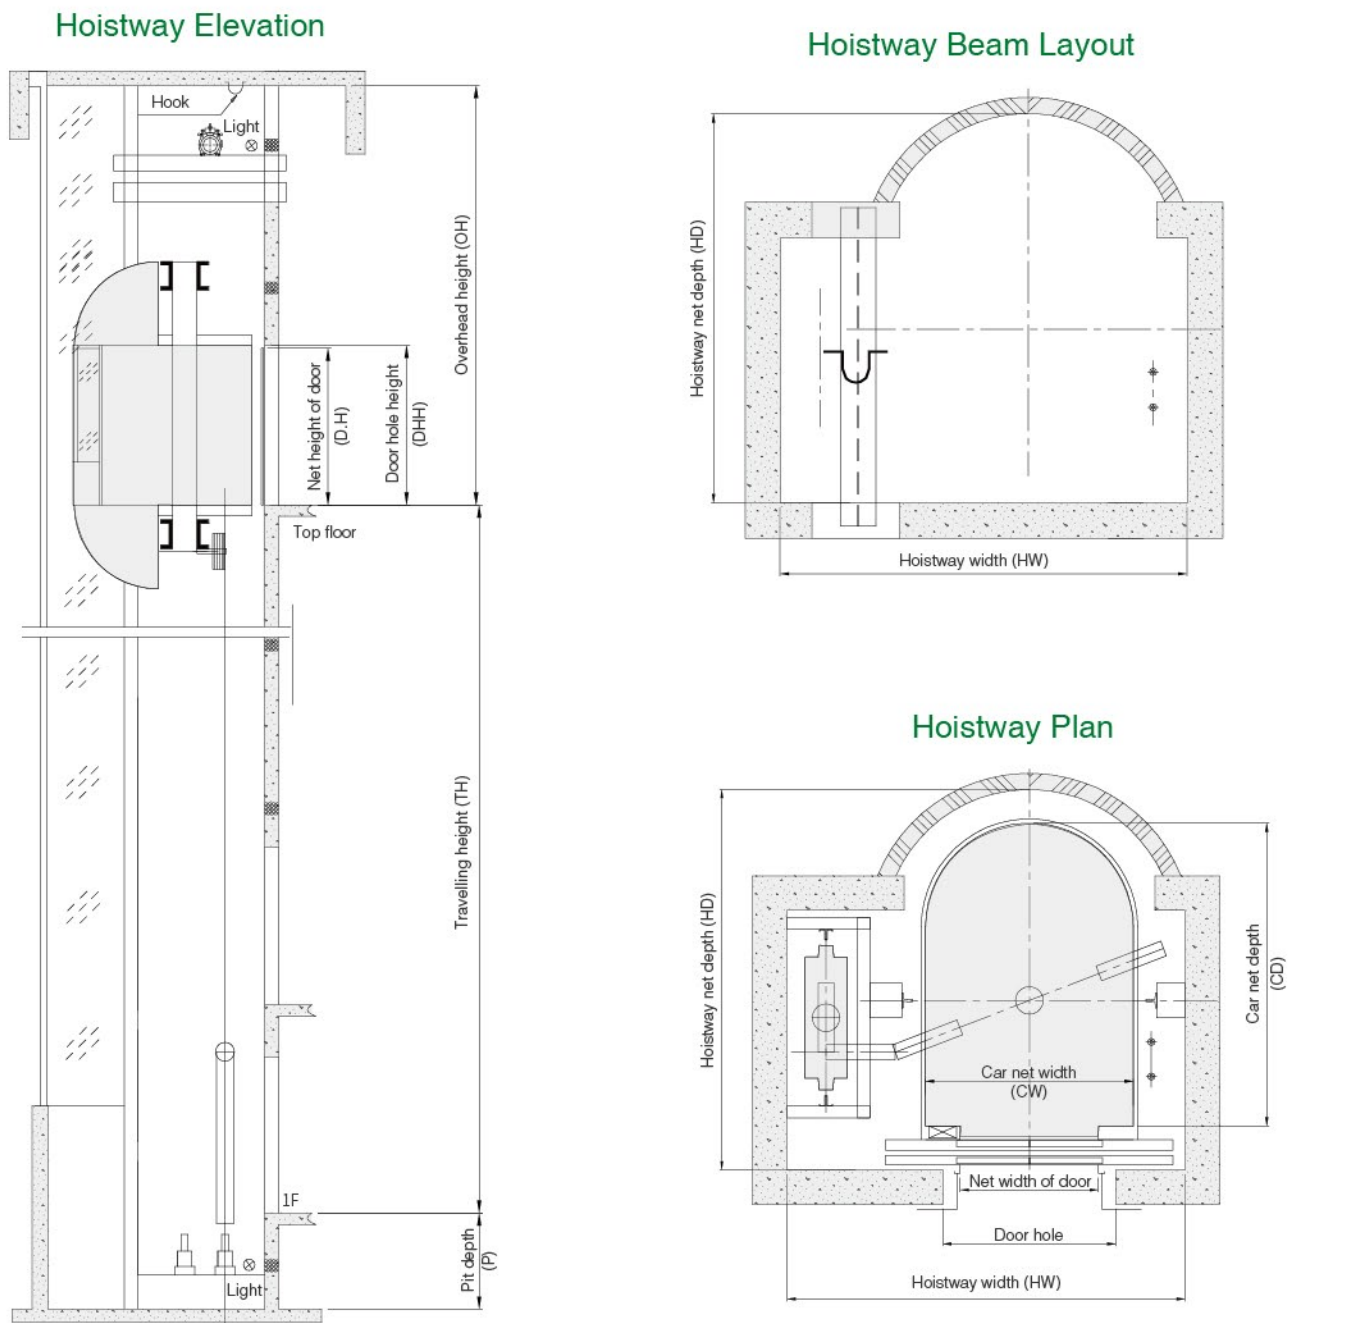 Hoistway Elevation
Hook
Light
Overhead height (OH)
Net height of door
(D.H)
Door hole height
(DHH)
Top floor
Travelling height (TH)
1F
Pit depth
(P)
Light
Hoistway Beam Layout
Hoistway net depth (HD)
Hoistway width (HW)
Hoistway Plan
Hoistway net depth (HD)
Car net depth
(CD)
Car net width
(CW)
Net width of door
Door hole
Hoistway width (HW)